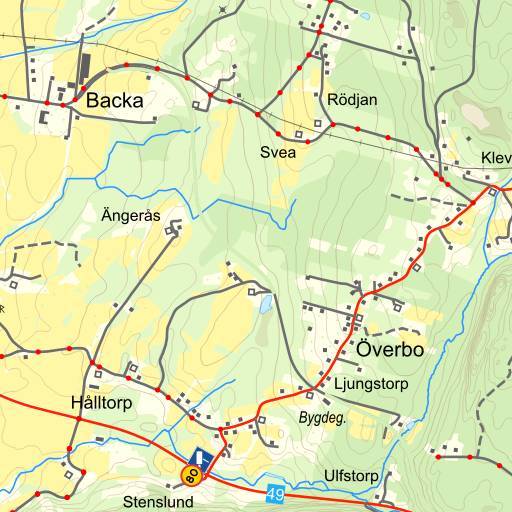 Backa
Rödjan
Svea
Klev
Ängerås
Överbo
Ljungstorp
Hålltorp
Bygdeg.
80
Ulfstorp
49
Stenslund